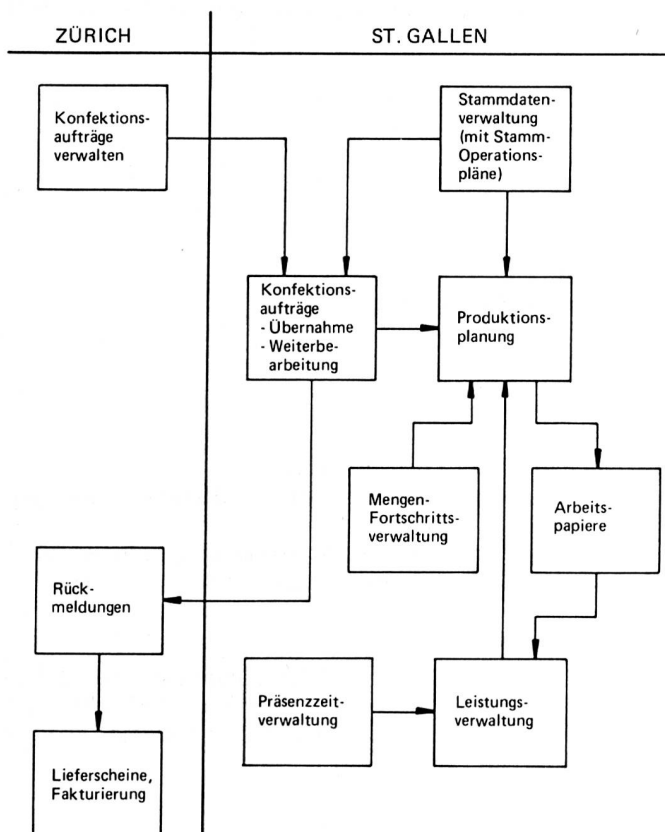 ZÜRICH
ST. GALLEN
Konfektions-
aufträge
verwalten
Stammdaten-
verwaltung
(mit Stamm-
Operations-
pläne)
Konfektions-
aufträge
- Übernahme
- Weiterbe-
arbeitung
Produktions-
planung
Mengen-
Fortschritts-
verwaltung
Arbeits-
papiere
Rück-
meldungen
Präsenzzeit-
verwaltung
Leistungs-
verwaltung
Lieferscheine,
Fakturierung